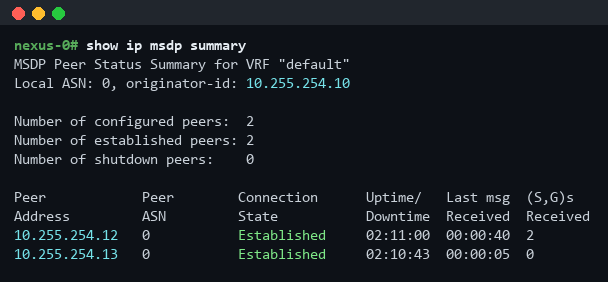 nexus-0# show ip msdp summary
MSDP Peer Status Summary for VRF "default"
Local ASN: 0, originator-id: 10.255.254.10

Number of configured peers:  2
Number of established peers: 2
Number of shutdown peers:    0

Peer            Peer        Connection      Uptime/   Last msg  (S,G)s
Address         ASN         State           Downtime  Received  Received
10.255.254.12   0           Established     02:11:00  00:00:40  2
10.255.254.13   0           Established     02:10:43  00:00:05  0